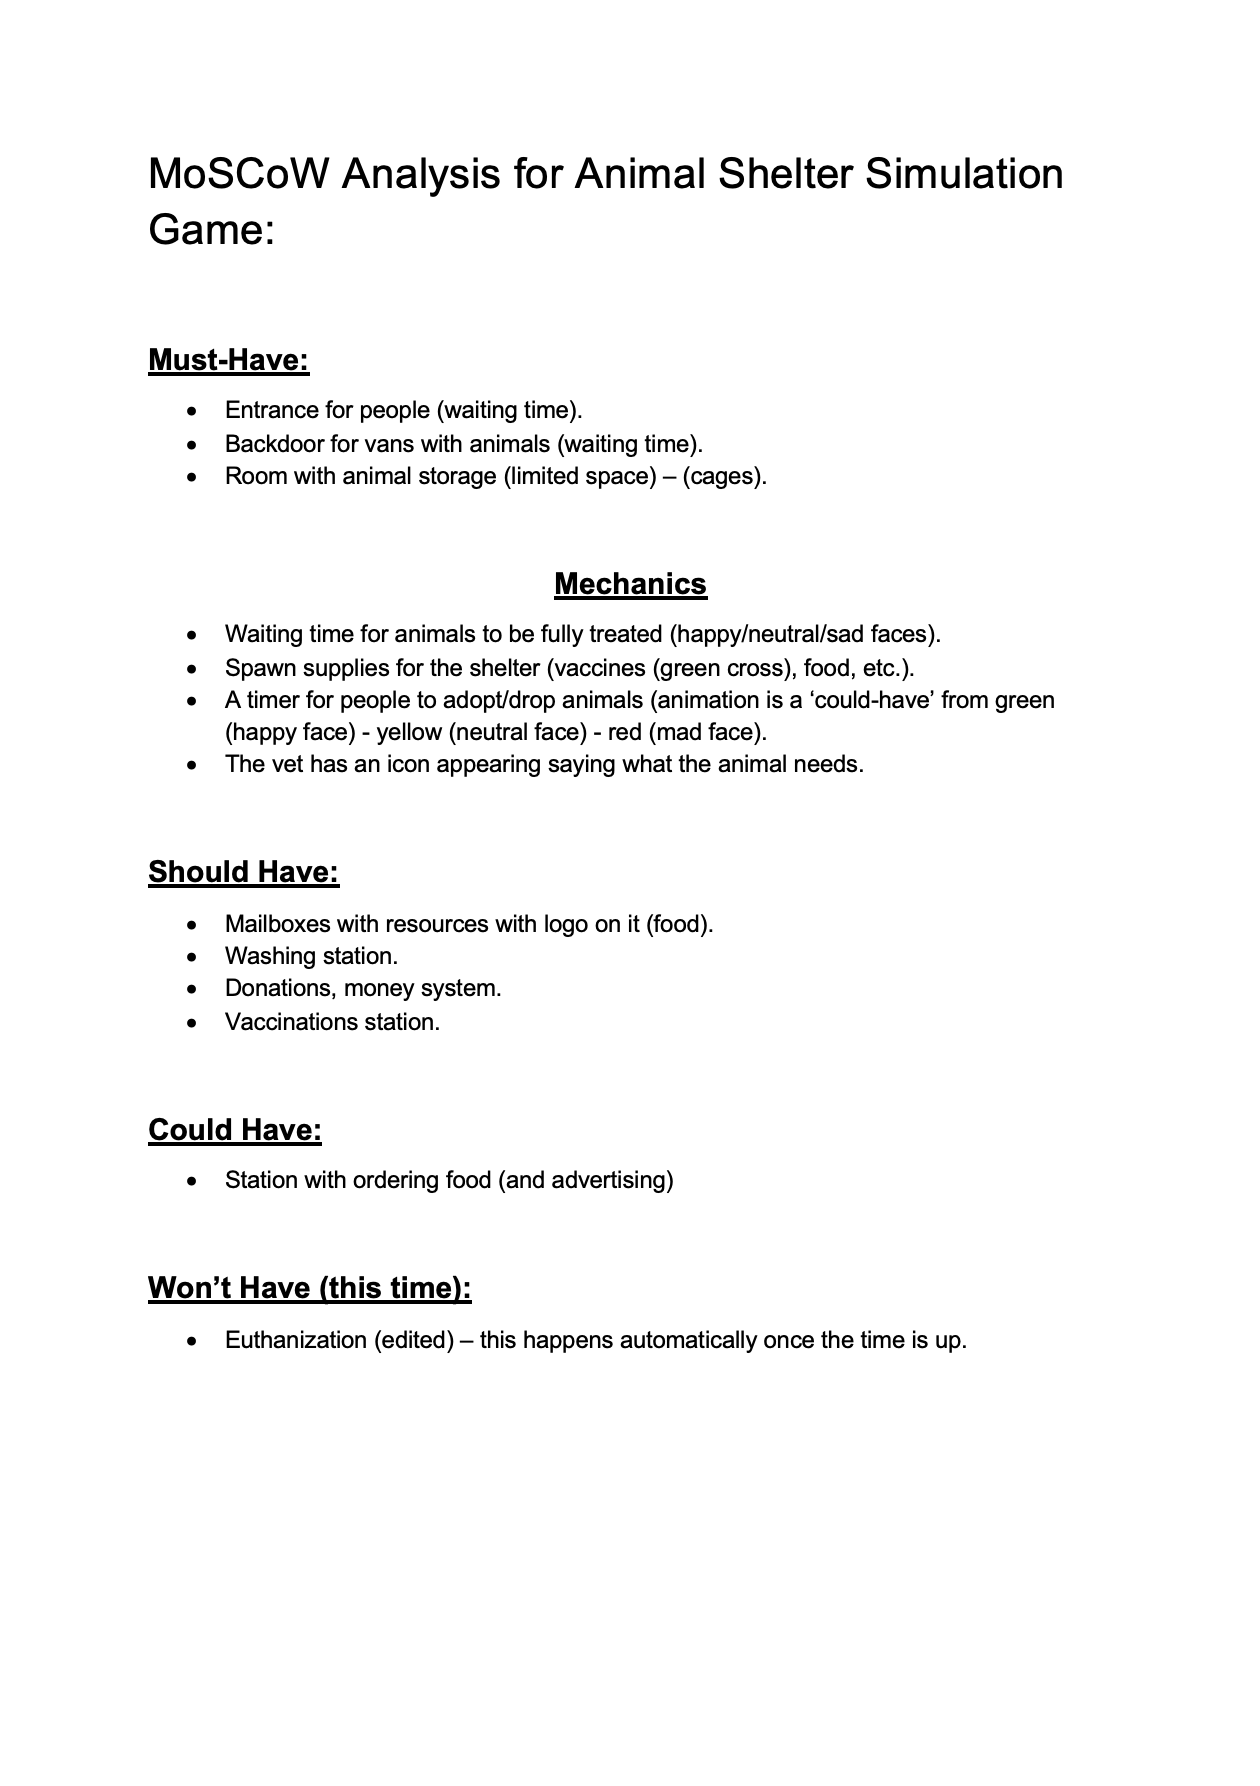 MoSCoW Analysis for Animal Shelter Simulation
Game:
Must-Have:
• Entrance for people (waiting time).
• Backdoor for vans with animals (waiting time).
• Room with animal storage (limited space) – (cages).
Mechanics
• Waiting time for animals to be fully treated (happy/neutral/sad faces).
• Spawn supplies for the shelter (vaccines (green cross), food, etc.).
• A timer for people to adopt/drop animals (animation is a ‘could-have’ from green
(happy face) - yellow (neutral face) - red (mad face).
• The vet has an icon appearing saying what the animal needs.
Should Have:
• Mailboxes with resources with logo on it (food).
• Washing station.
• Donations, money system.
• Vaccinations station.
Could Have:
• Station with ordering food (and advertising)
Won’t Have (this time):
• Euthanization (edited) – this happens automatically once the time is up.